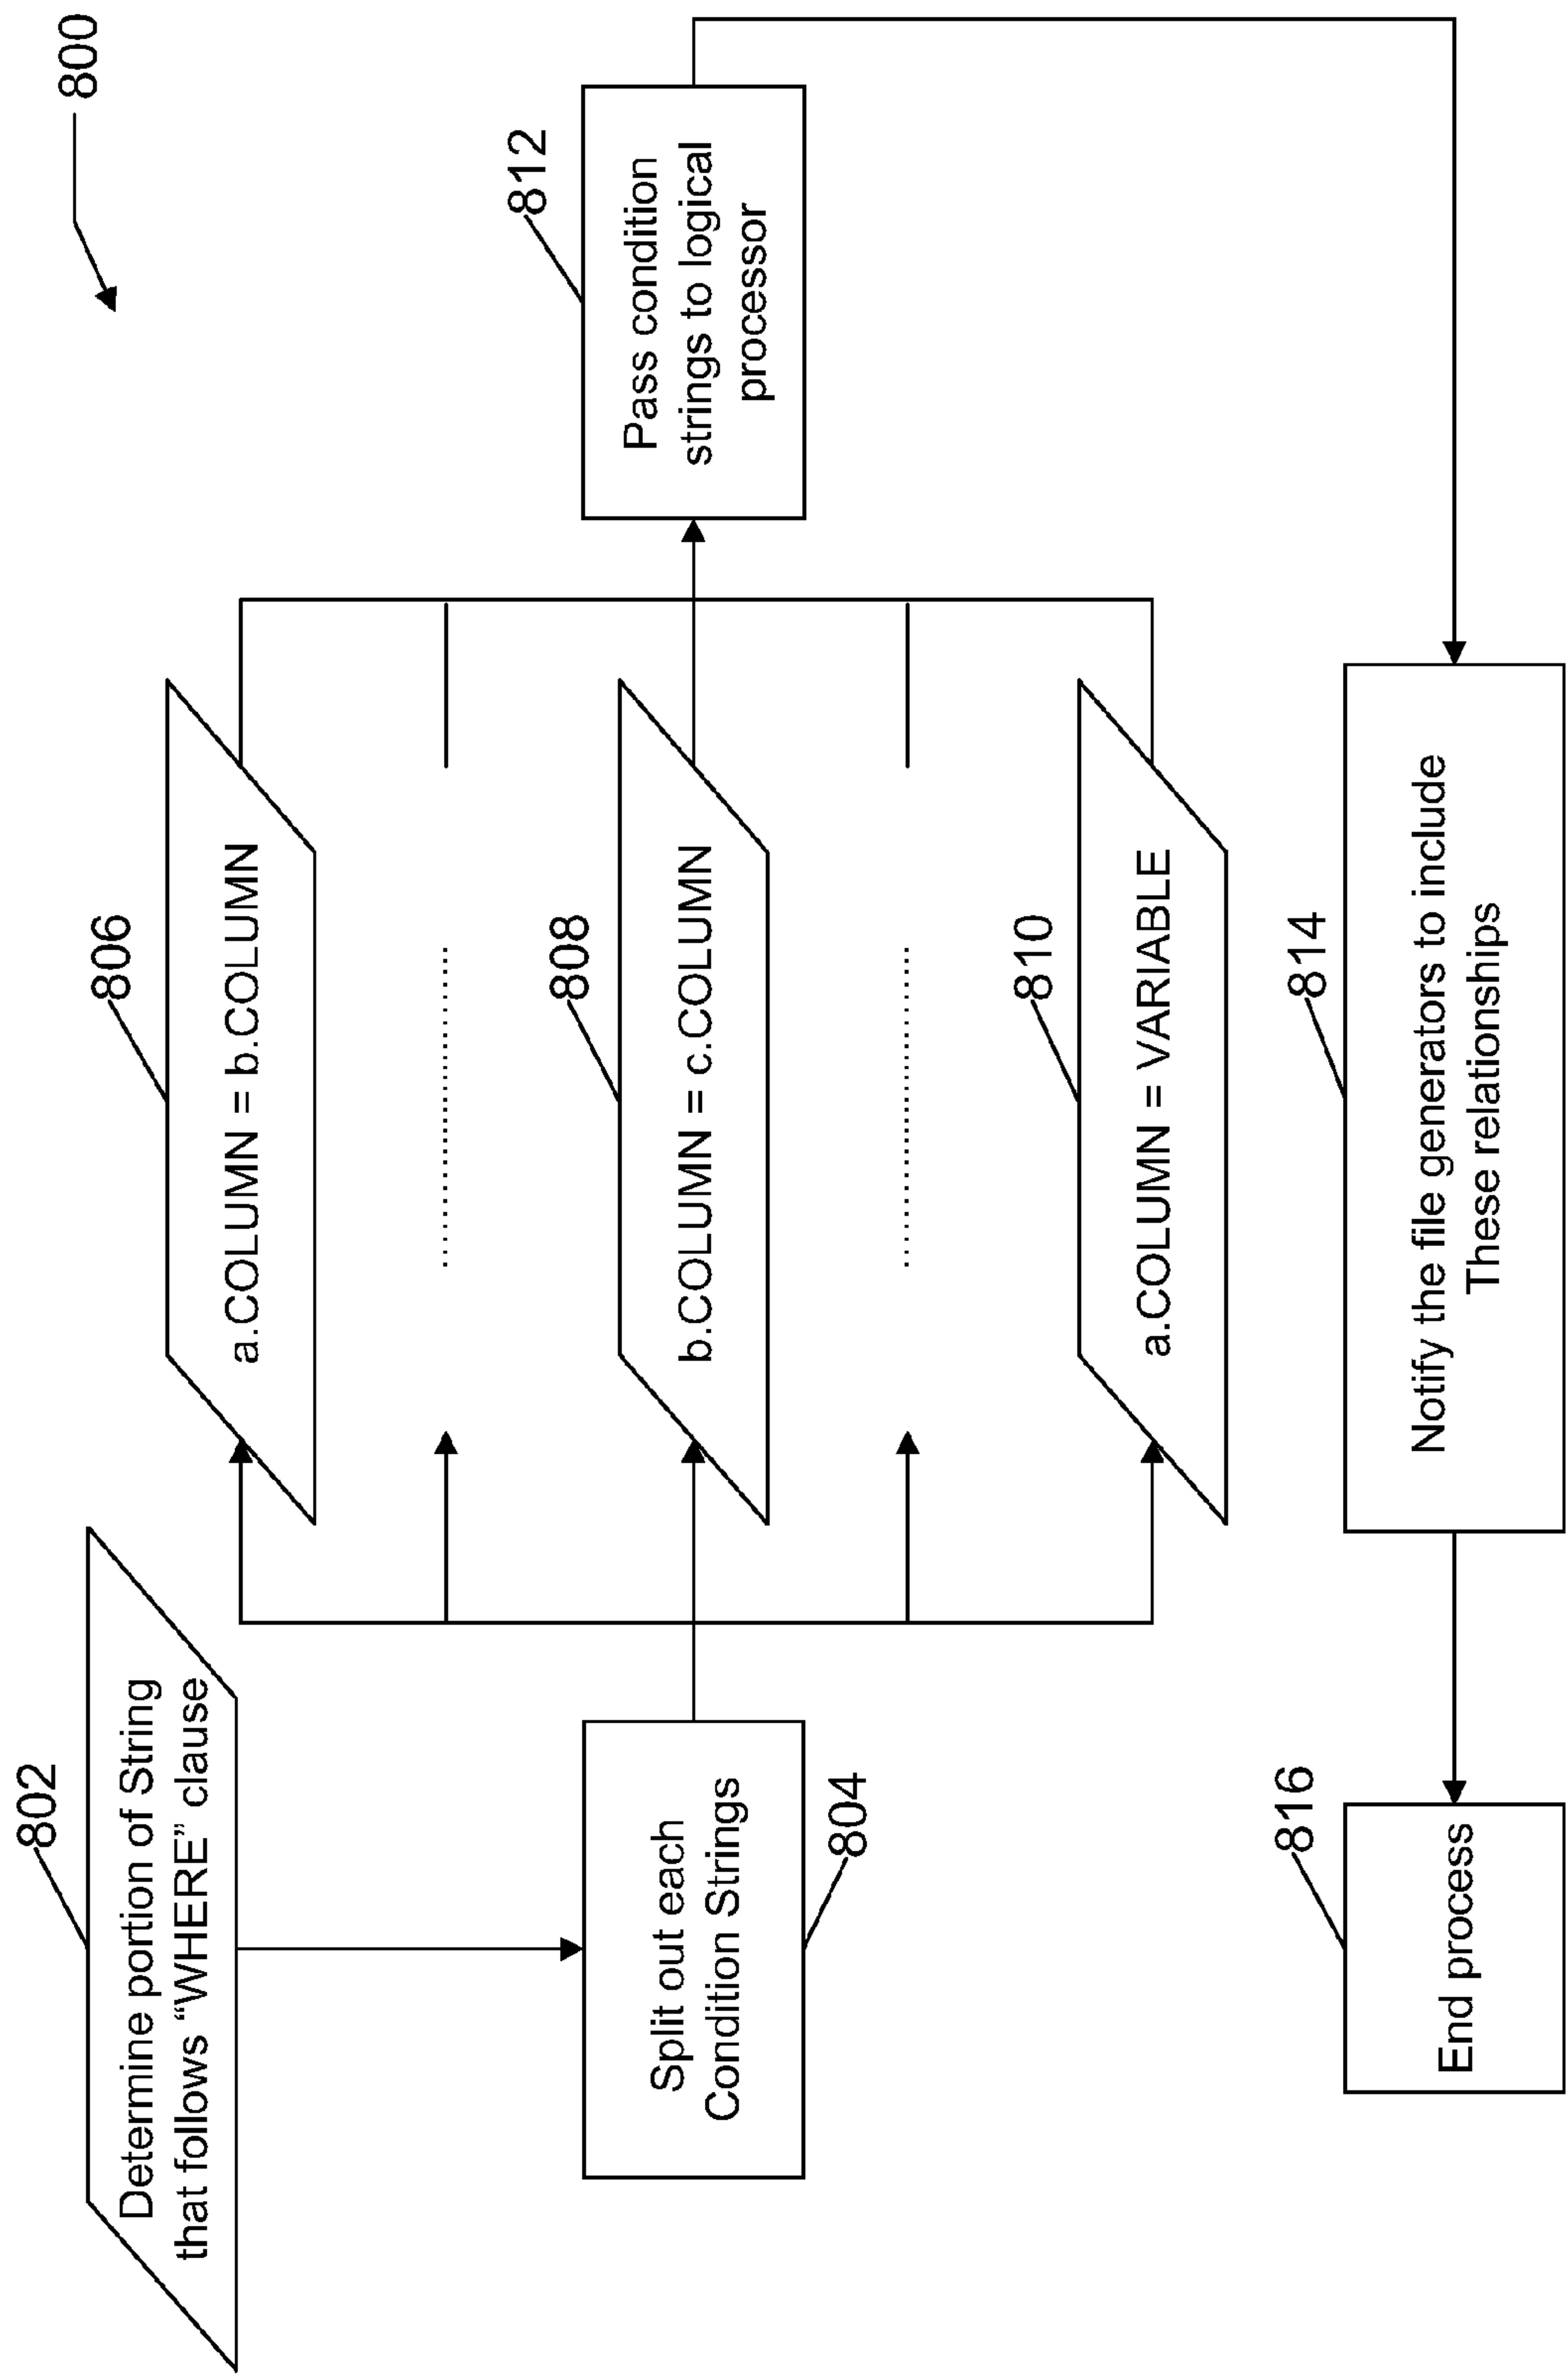 800
802
Determine portion of String
that follows “WHERE” clause
804
Split out each
Condition Strings
806
a.COLUMN = b.COLUMN
808
b.COLUMN = c.COLUMN
810
a.COLUMN = VARIABLE
812
Pass condition
strings to logical
processor
814
Notify the file generators to include
These relationships
816
End process